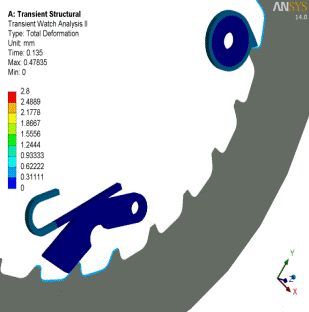 ANSYS
14.0
A: Transient Structural
Transient Watch Analysis II
Type: Total Deformation
Unit: mm
Time: 0.135
Max: 0.47835
Min: 0
2.8
2.4889
2.1778
1.8667
1.5556
1.2444
0.93333
0.62222
0.31111
0
Y
Z
X